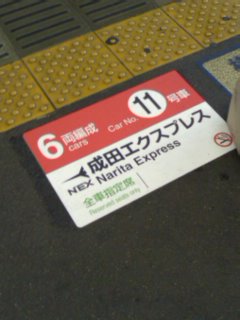 6 両編成 Car No. 11 号車
cars
成田エクスプレス
NEX Narita Express
全車指定席
Reserved seats only